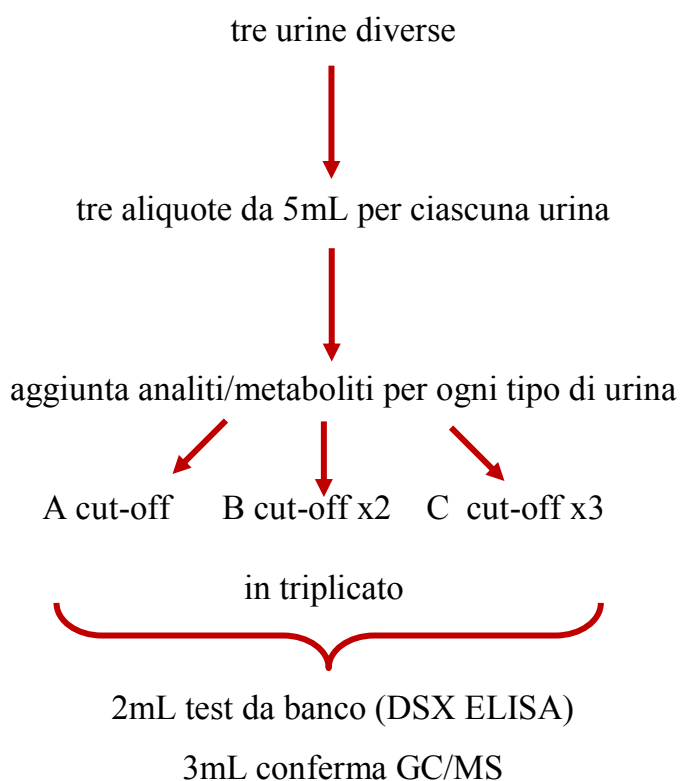 tre urine diverse
tre aliquote da 5mL per ciascuna urina
aggiunta analiti/metaboliti per ogni tipo di urina
A cut-off B cut-off x2 C cut-off x3
in triplicato
2mL test da banco (DSX ELISA)
3mL conferma GC/MS